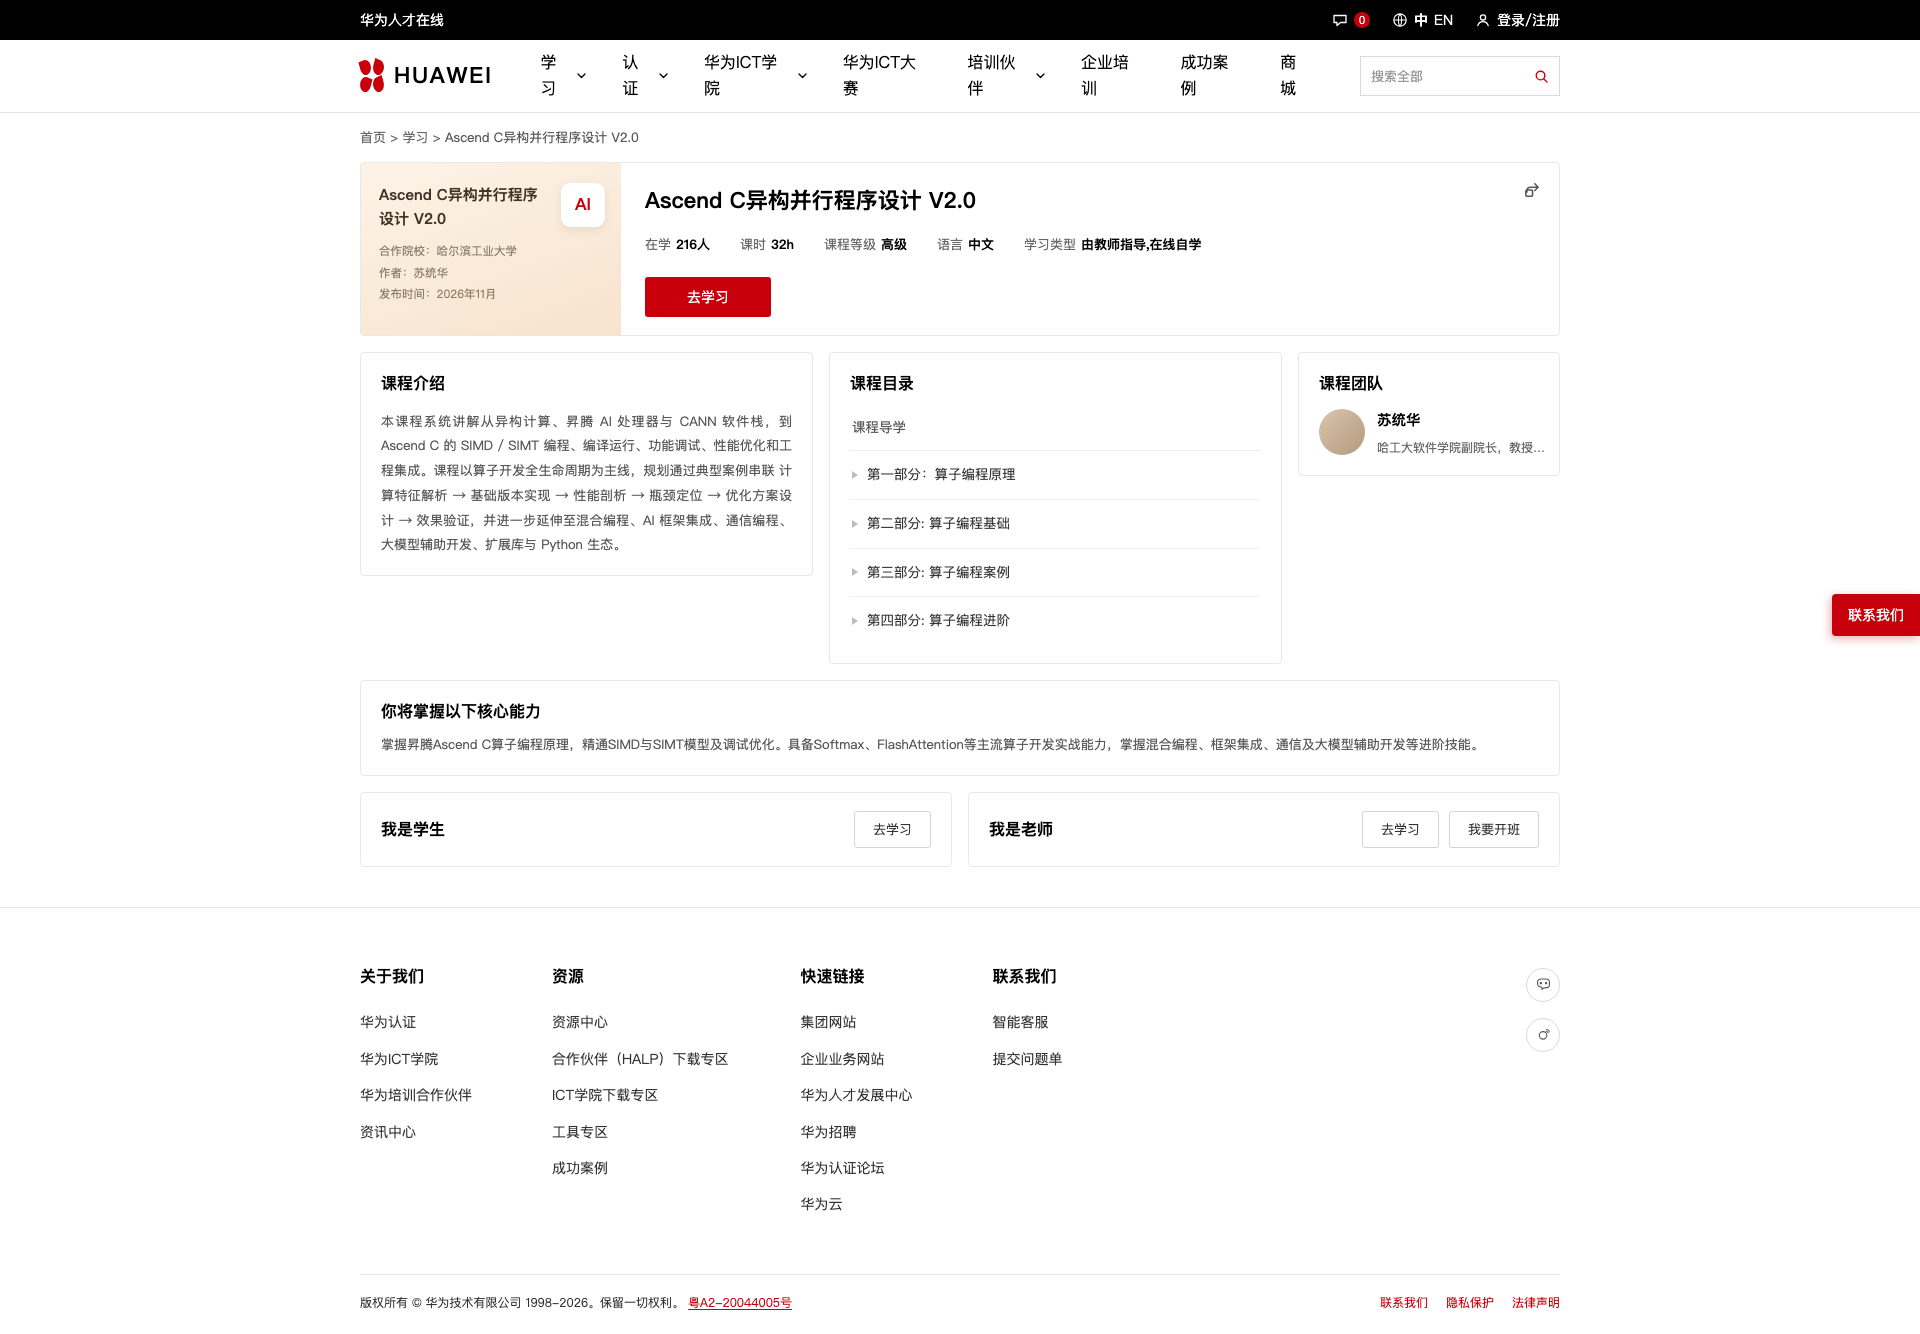 华为人才在线
0
中 EN
登录/注册
HUAWEI
学习
认证
华为ICT学院
华为ICT大赛
培训伙伴
企业培训
成功案例
商城
搜索全部
首页 > 学习 > Ascend C异构并行程序设计 V2.0
Ascend C异构并行程序
设计 V2.0
AI
合作院校：哈尔滨工业大学
作者：苏统华
发布时间：2026年11月
Ascend C异构并行程序设计 V2.0
在学 216人 课时 32h 课程等级 高级 语言 中文 学习类型 由教师指导,在线自学
去学习
课程介绍
本课程系统讲解从异构计算、昇腾 AI 处理器与 CANN 软件栈，到
Ascend C 的 SIMD / SIMT 编程、编译运行、功能调试、性能优化和工
程集成。课程以算子开发全生命周期为主线，规划通过典型案例串联 计
算特征解析 → 基础版本实现 → 性能剖析 → 瓶颈定位 → 优化方案设
计 → 效果验证，并进一步延伸至混合编程、AI 框架集成、通信编程、
大模型辅助开发、扩展库与 Python 生态。
课程目录
课程导学
第一部分：算子编程原理
第二部分: 算子编程基础
第三部分: 算子编程案例
第四部分: 算子编程进阶
课程团队
苏统华
哈工大软件学院副院长，教授...
联系我们
你将掌握以下核心能力
掌握昇腾Ascend C算子编程原理，精通SIMD与SIMT模型及调试优化。具备Softmax、FlashAttention等主流算子开发实战能力，掌握混合编程、框架集成、通信及大模型辅助开发等进阶技能。
我是学生
去学习
我是老师
去学习
我要开班
关于我们
华为认证
华为ICT学院
华为培训合作伙伴
资讯中心
资源
资源中心
合作伙伴（HALP）下载专区
ICT学院下载专区
工具专区
成功案例
快速链接
集团网站
企业业务网站
华为人才发展中心
华为招聘
华为认证论坛
华为云
联系我们
智能客服
提交问题单
版权所有 © 华为技术有限公司 1998-2026。保留一切权利。 粤A2-20044005号
联系我们 隐私保护 法律声明